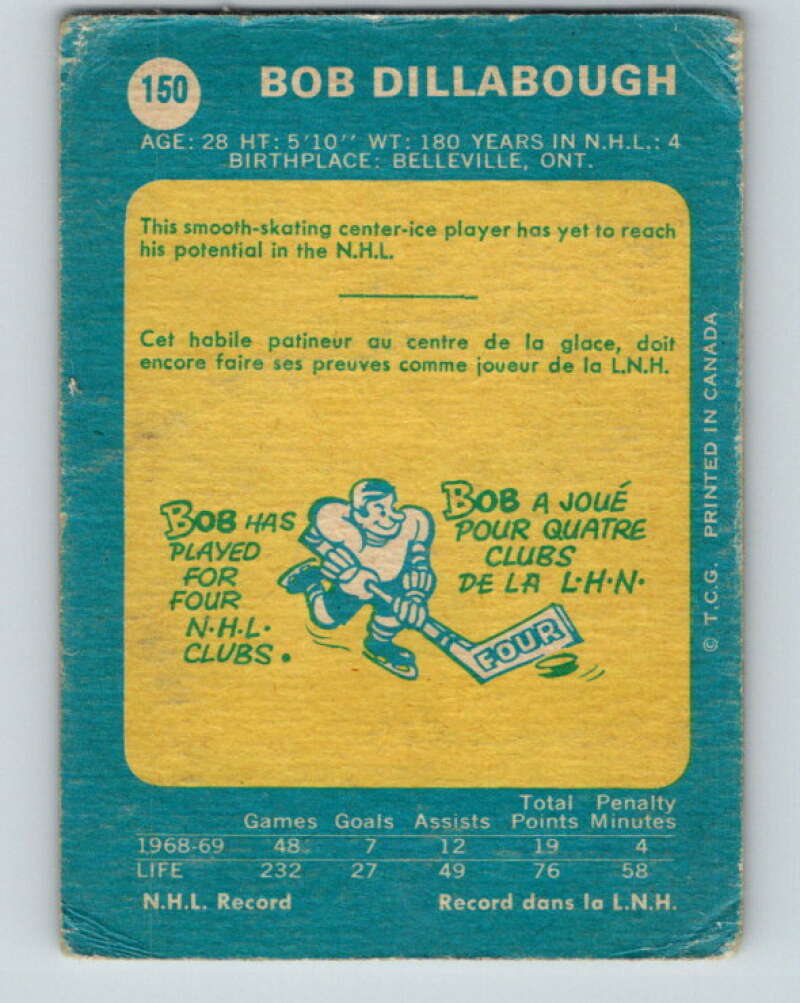 150
BOB DILLABOUGH
AGE: 28 HT: 5'10'' WT: 180 YEARS IN N.H.L.: 4
BIRTHPLACE: BELLEVILLE, ONT.
This smooth-skating center-ice player has yet to reach
his potential in the N.H.L.
Cet habile patineur au centre de la glace, doit
encore faire ses preuves comme joueur de la L.N.H.
BOB HAS
PLAYED
FOR
FOUR
N·H·L·
CLUBS.
BOB A JOUÉ
POUR QUATRE
CLUBS
DE LA L·H·N·
FOUR
© T.C.G. PRINTED IN CANADA
Games Goals Assists Total Points Penalty Minutes
1968-69 48 7 12 19 4
LIFE 232 27 49 76 58
N.H.L. Record Record dans la L.N.H.